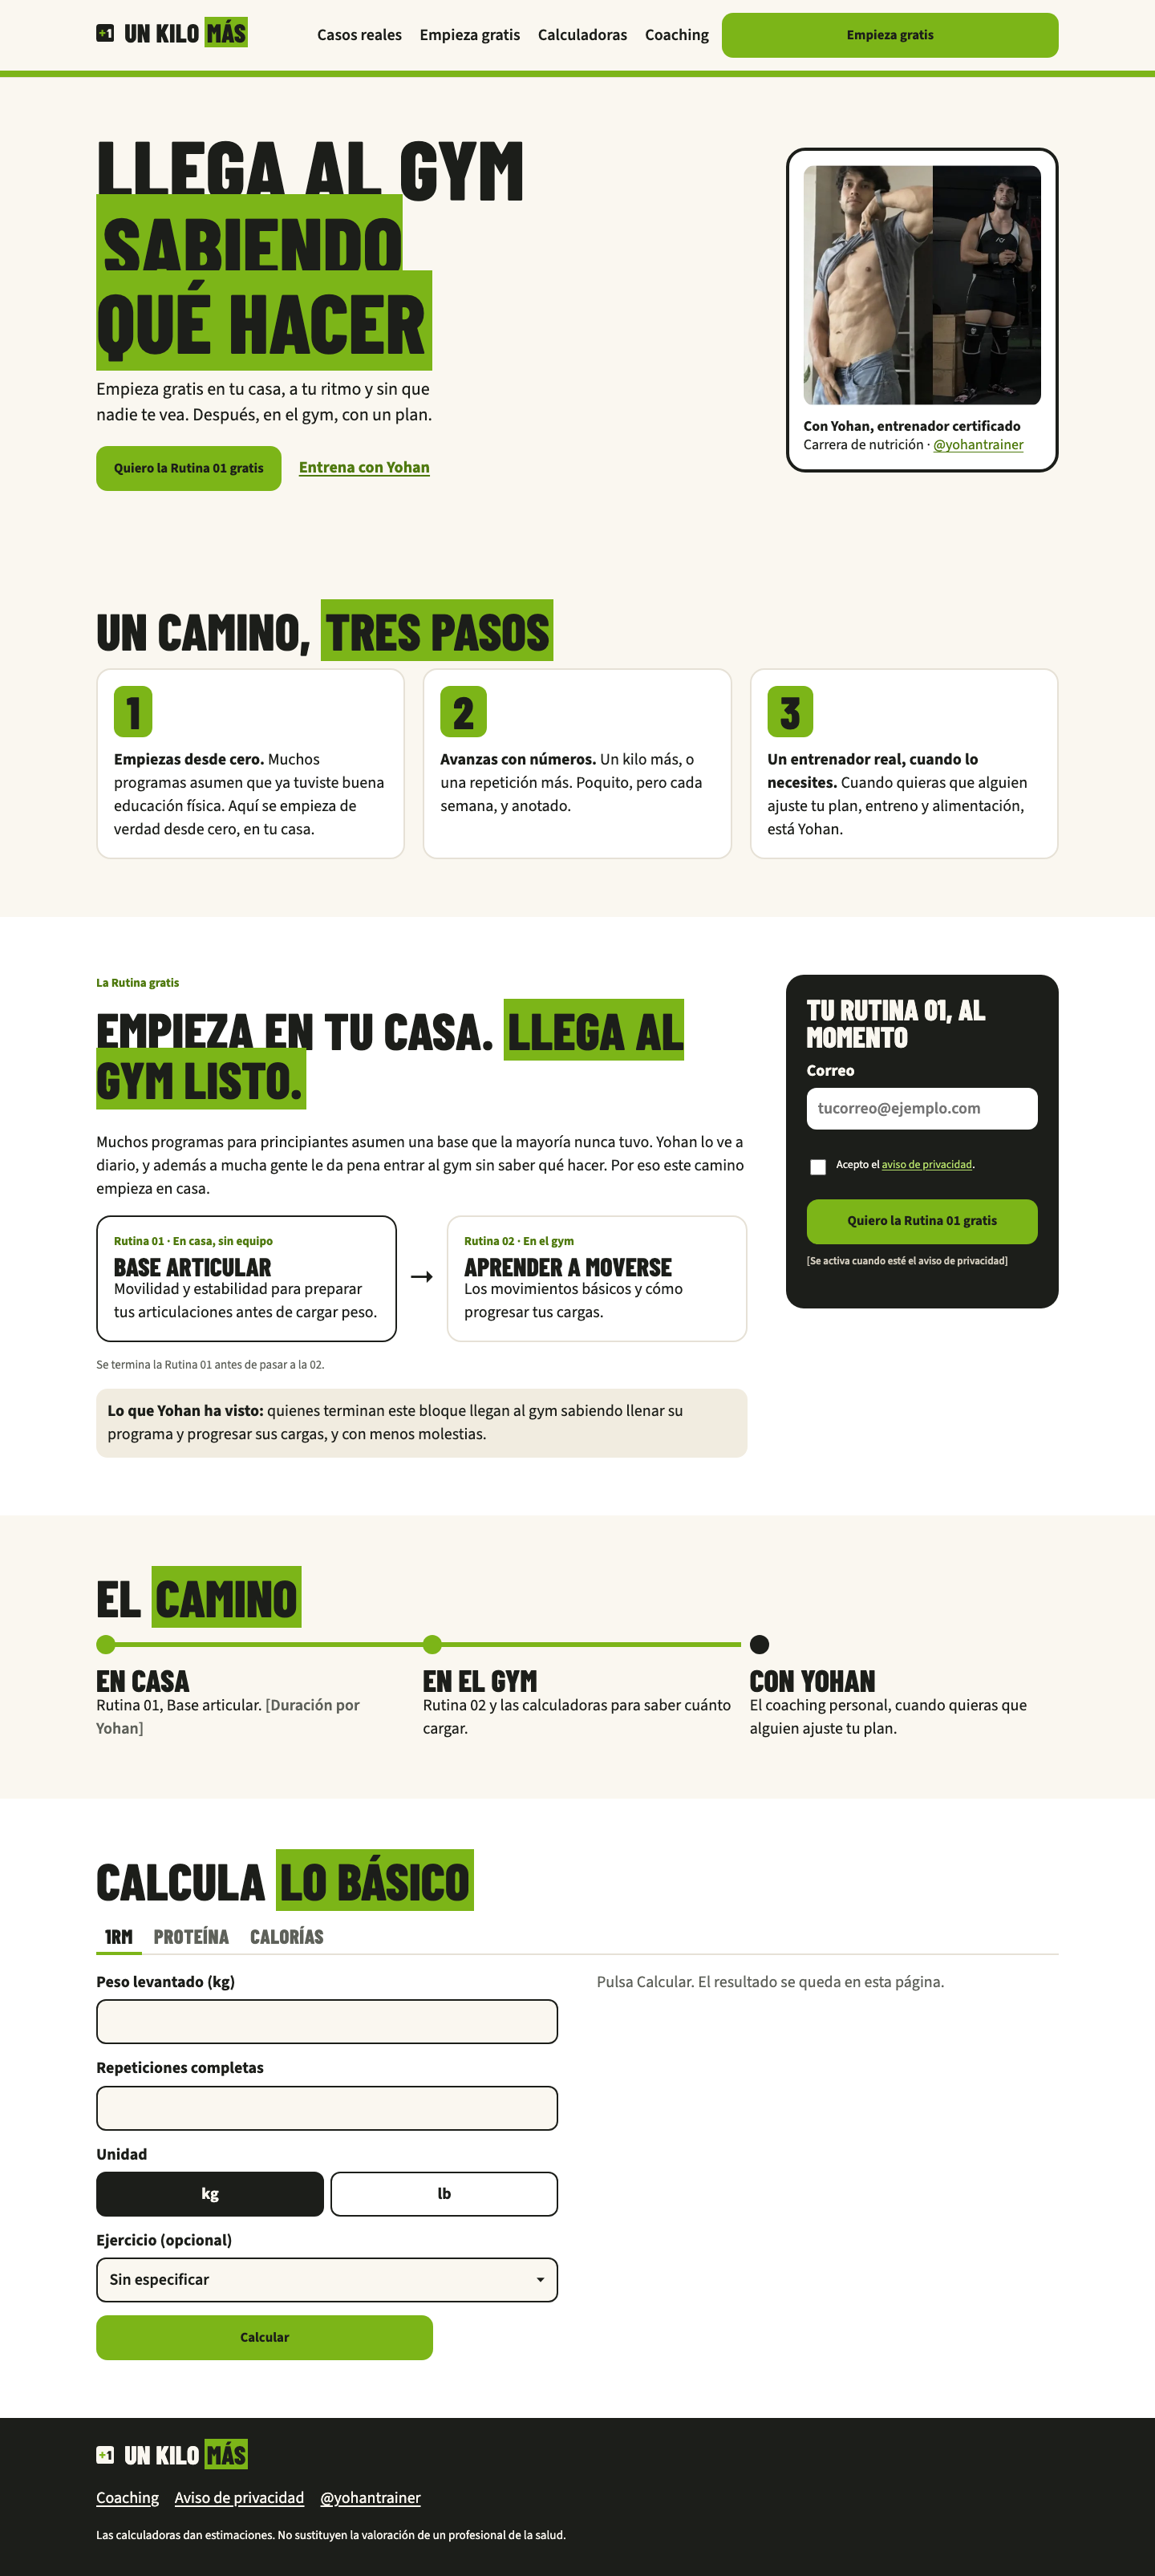 +1 UN KILO MÁS
Casos reales
Empieza gratis
Calculadoras
Coaching
Empieza gratis
LLEGA AL GYM
SABIENDO
QUÉ HACER
Empieza gratis en tu casa, a tu ritmo y sin que
nadie te vea. Después, en el gym, con un plan.
Quiero la Rutina 01 gratis
Entrena con Yohan
Con Yohan, entrenador certificado
Carrera de nutrición · @yohantrainer
UN CAMINO, TRES PASOS
1
Empiezas desde cero. Muchos
programas asumen que ya tuviste buena
educación física. Aquí se empieza de
verdad desde cero, en tu casa.
2
Avanzas con números. Un kilo más, o
una repetición más. Poquito, pero cada
semana, y anotado.
3
Un entrenador real, cuando lo
necesites. Cuando quieras que alguien
ajuste tu plan, entreno y alimentación,
está Yohan.
La Rutina gratis
EMPIEZA EN TU CASA. LLEGA AL
GYM LISTO.
Muchos programas para principiantes asumen una base que la mayoría nunca tuvo. Yohan lo ve a
diario, y además a mucha gente le da pena entrar al gym sin saber qué hacer. Por eso este camino
empieza en casa.
Rutina 01 · En casa, sin equipo
BASE ARTICULAR
Movilidad y estabilidad para preparar
tus articulaciones antes de cargar peso.
→
Rutina 02 · En el gym
APRENDER A MOVERSE
Los movimientos básicos y cómo
progresar tus cargas.
Se termina la Rutina 01 antes de pasar a la 02.
Lo que Yohan ha visto: quienes terminan este bloque llegan al gym sabiendo llenar su
programa y progresar sus cargas, y con menos molestias.
TU RUTINA 01, AL
MOMENTO
Correo
tucorreo@ejemplo.com
Acepto el aviso de privacidad.
Quiero la Rutina 01 gratis
[Se activa cuando esté el aviso de privacidad]
EL CAMINO
EN CASA
Rutina 01, Base articular. [Duración por
Yohan]
EN EL GYM
Rutina 02 y las calculadoras para saber cuánto
cargar.
CON YOHAN
El coaching personal, cuando quieras que
alguien ajuste tu plan.
CALCULA LO BÁSICO
1RM
PROTEÍNA
CALORÍAS
Peso levantado (kg)
Repeticiones completas
Unidad
kg
lb
Ejercicio (opcional)
Sin especificar
Calcular
Pulsa Calcular. El resultado se queda en esta página.
+1 UN KILO MÁS
Coaching
Aviso de privacidad
@yohantrainer
Las calculadoras dan estimaciones. No sustituyen la valoración de un profesional de la salud.